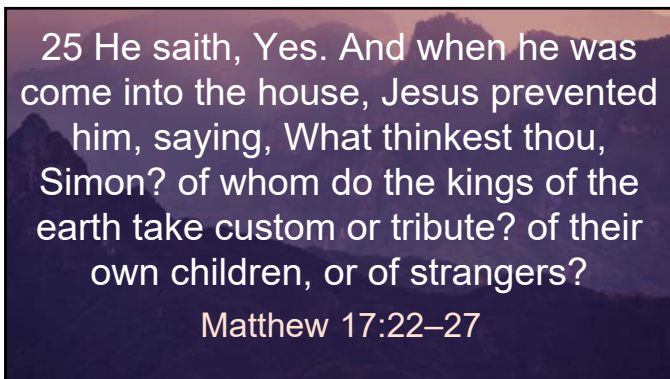 25 He saith, Yes. And when he was
come into the house, Jesus prevented
him, saying, What thinkest thou,
Simon? of whom do the kings of the
earth take custom or tribute? of their
own children, or of strangers?
Matthew 17:22–27